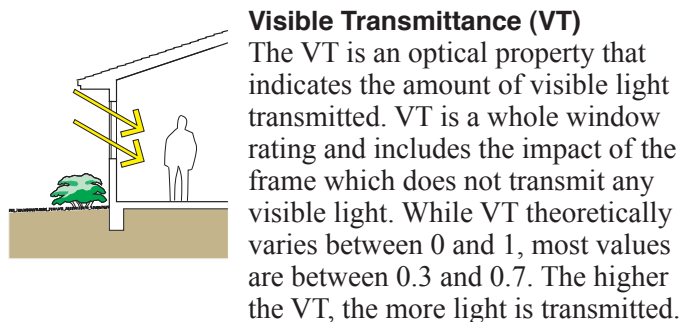 Visible Transmittance (VT)
The VT is an optical property that
indicates the amount of visible light
transmitted. VT is a whole window
rating and includes the impact of the
frame which does not transmit any
visible light. While VT theoretically
varies between 0 and 1, most values
are between 0.3 and 0.7. The higher
the VT, the more light is transmitted.